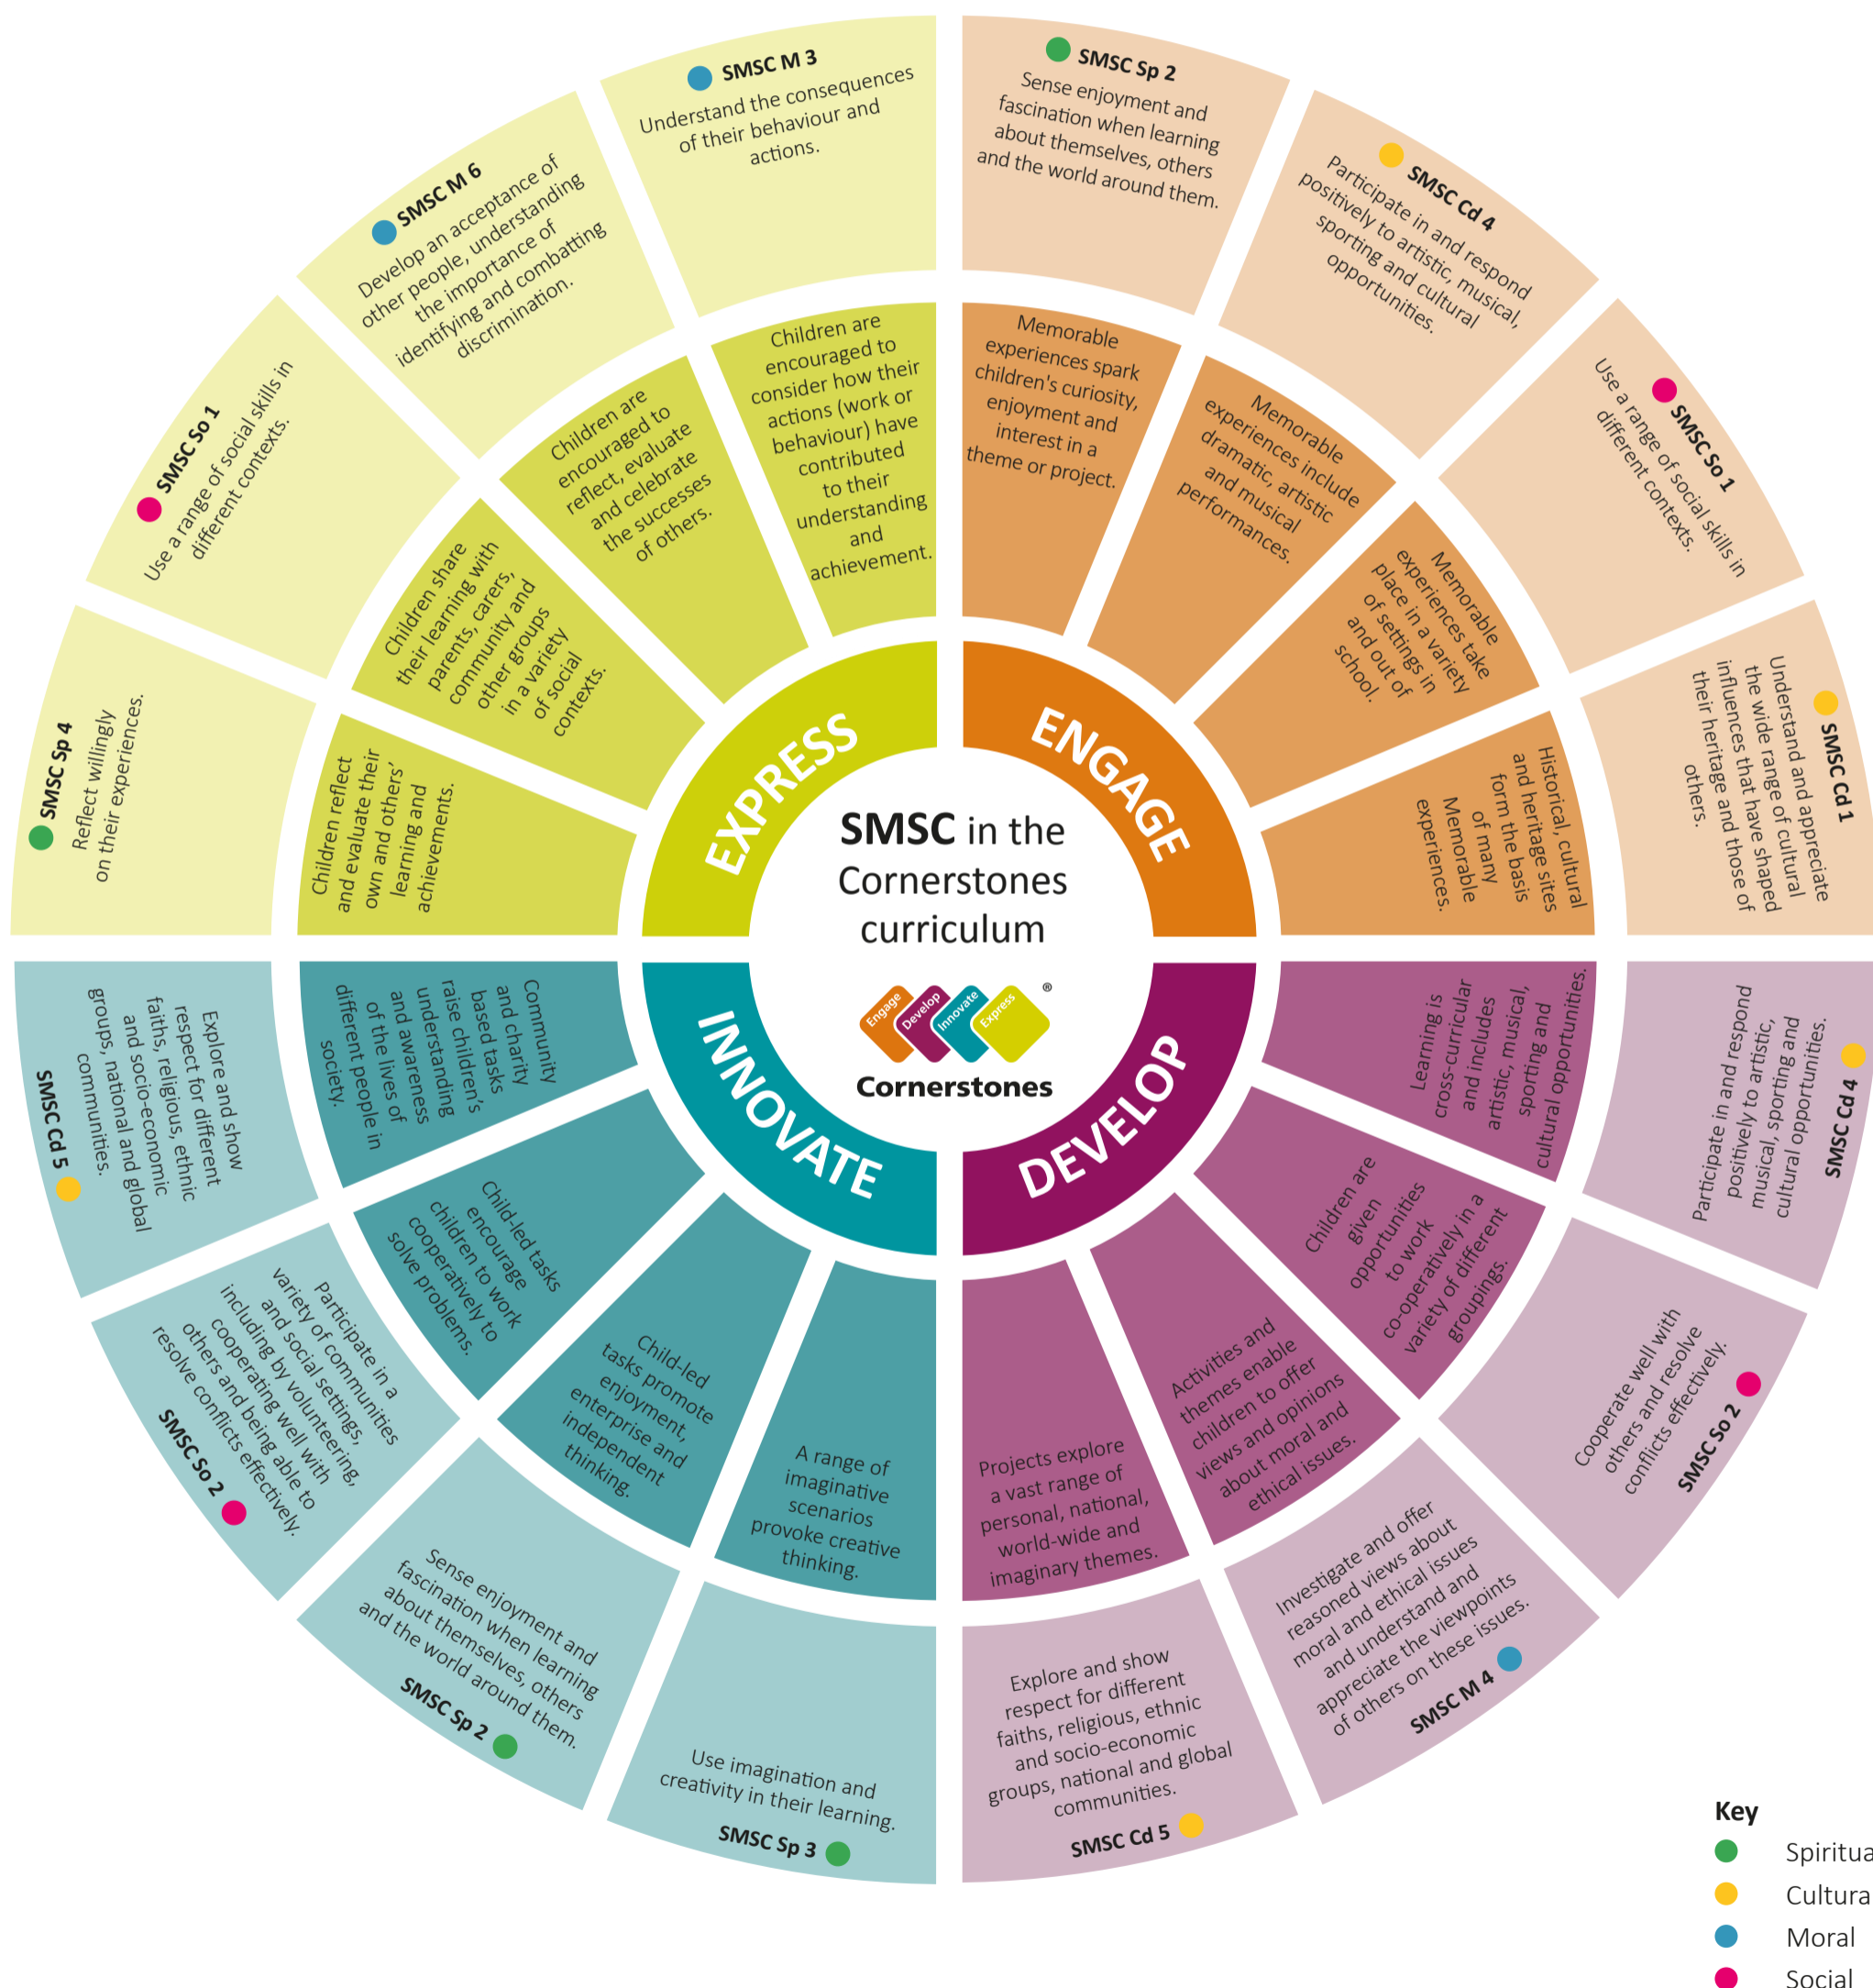 SMSC in the
Cornerstones
curriculum
Engage
Develop
Innovate
Express
®
Cornerstones
ENGAGE
SMSC Sp 2
Sense enjoyment and
fascination when learning
about themselves, others
and the world around them.
Memorable
experiences spark
children's curiosity,
enjoyment and
interest in a
theme or project.
SMSC Cd 4
Participate in and respond
positively to artistic, musical,
sporting and cultural
opportunities.
Memorable
experiences include
dramatic, artistic
and musical
performances.
SMSC So 1
Use a range of social skills in
different contexts.
Memorable
experiences take
place in a variety
of settings in
and out of
school.
SMSC Cd 1
Understand and appreciate
the wide range of cultural
influences that have shaped
their heritage and those of
others.
Historical, cultural
and heritage sites
form the basis
of many
Memorable
experiences.
DEVELOP
Learning is
cross-curricular
and includes
artistic, musical,
sporting and
cultural opportunities.
Participate in and respond
positively to artistic,
musical, sporting and
cultural opportunities.
SMSC Cd 4
Children are
given
opportunities
to work
co-operatively in a
variety of different
groupings.
Cooperate well with
others and resolve
conflicts effectively.
SMSC So 2
Activities and
themes enable
children to offer
views and opinions
about moral and
ethical issues.
Investigate and offer
reasoned views about
moral and ethical issues
and understand and
appreciate the viewpoints
of others on these issues.
SMSC M 4
Projects explore
a vast range of
personal, national,
world-wide and
imaginary themes.
Explore and show
respect for different
faiths, religious, ethnic
and socio-economic
groups, national and global
communities.
SMSC Cd 5
INNOVATE
A range of
imaginative
scenarios
provoke creative
thinking.
Use imagination and
creativity in their learning.
SMSC Sp 3
Child-led
tasks promote
enjoyment,
enterprise and
independent
thinking.
Sense enjoyment and
fascination when learning
about themselves, others
and the world around them.
SMSC Sp 2
Child-led tasks
encourage
children to work
cooperatively to
solve problems.
Participate in a
variety of communities
and social settings,
including by volunteering,
cooperating well with
others and being able to
resolve conflicts effectively.
SMSC So 2
Community
and charity
based tasks
raise children's
understanding
and awareness
of the lives of
different people in
society.
Explore and show
respect for different
faiths, religious, ethnic
and socio-economic
groups, national and global
communities.
SMSC Cd 5
EXPRESS
SMSC Sp 4
Reflect willingly
on their experiences.
Children reflect
and evaluate their
own and others’
learning and
achievements.
SMSC So 1
Use a range of social skills in
different contexts.
Children share
their learning with
parents, carers,
community and
other groups
in a variety
of social
contexts.
SMSC M 6
Develop an acceptance of
other people, understanding
the importance of
identifying and combatting
discrimination.
Children are
encouraged to
reflect, evaluate
and celebrate
the successes
of others.
SMSC M 3
Understand the consequences
of their behaviour and
actions.
Children are
encouraged to
consider how their
actions (work or
behaviour) have
contributed
to their
understanding
and
achievement.
Key
Spiritua
Cultura
Moral
Social